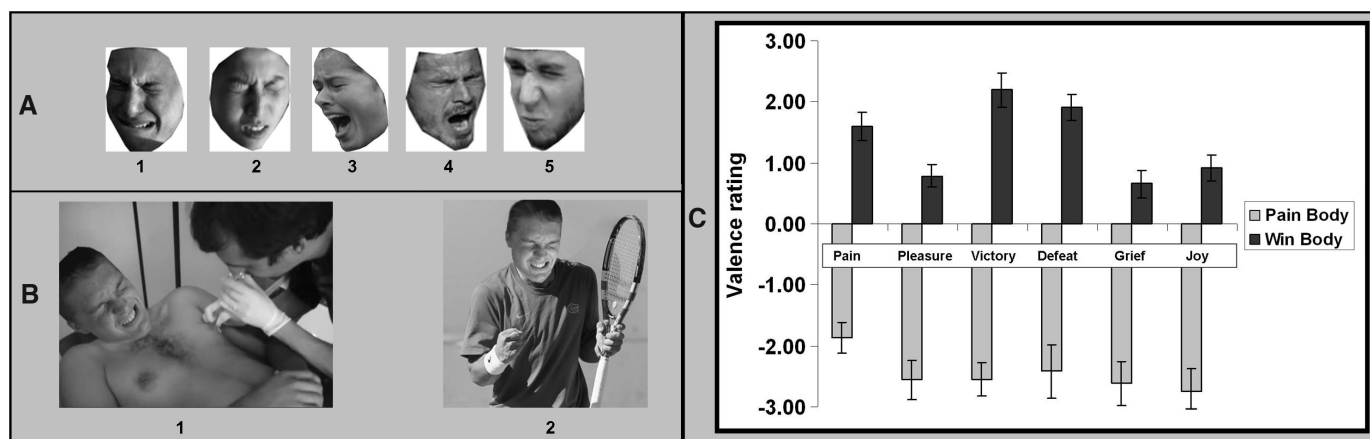 A
1 2 3 4 5
B
1 2
C
Valence rating
3.00
2.00
1.00
0.00
-1.00
-2.00
-3.00
Pain Pleasure Victory Defeat Grief Joy
Pain Body
Win Body